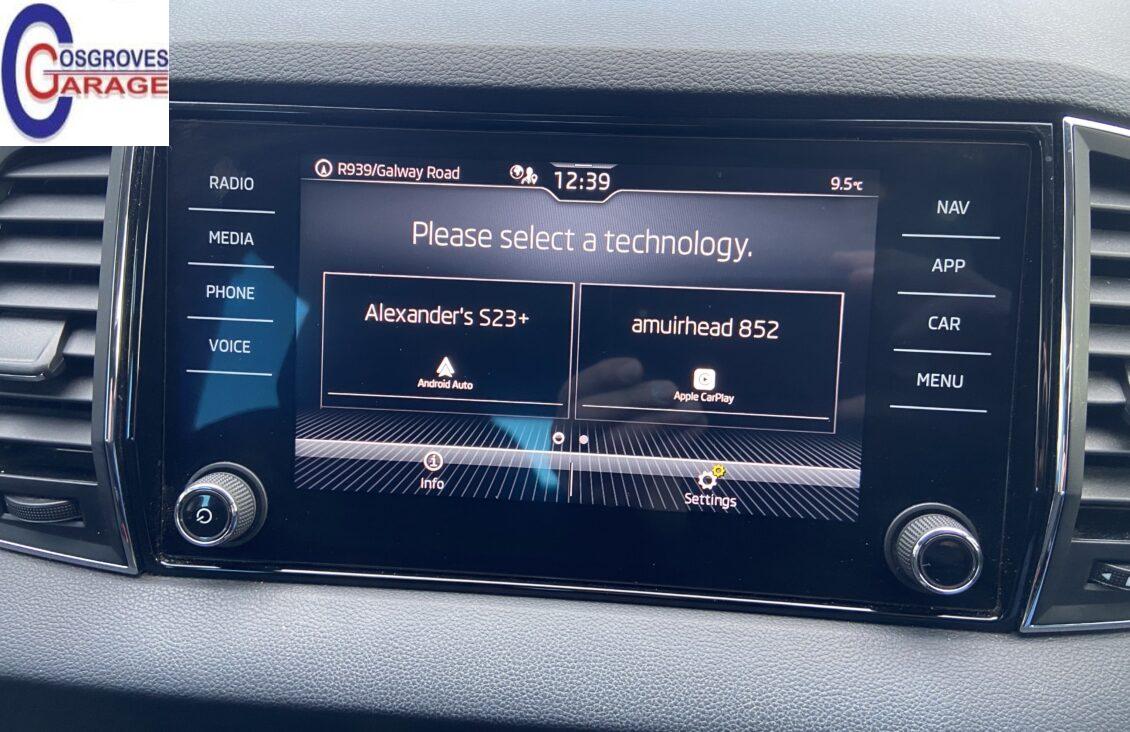 COSGROVES
GARAGE
R939/Galway Road
12:39
9.5°C
RADIO
MEDIA
PHONE
VOICE
Please select a technology.
Alexander's S23+
Android Auto
amuirhead 852
Apple CarPlay
Info
Settings
NAV
APP
CAR
MENU